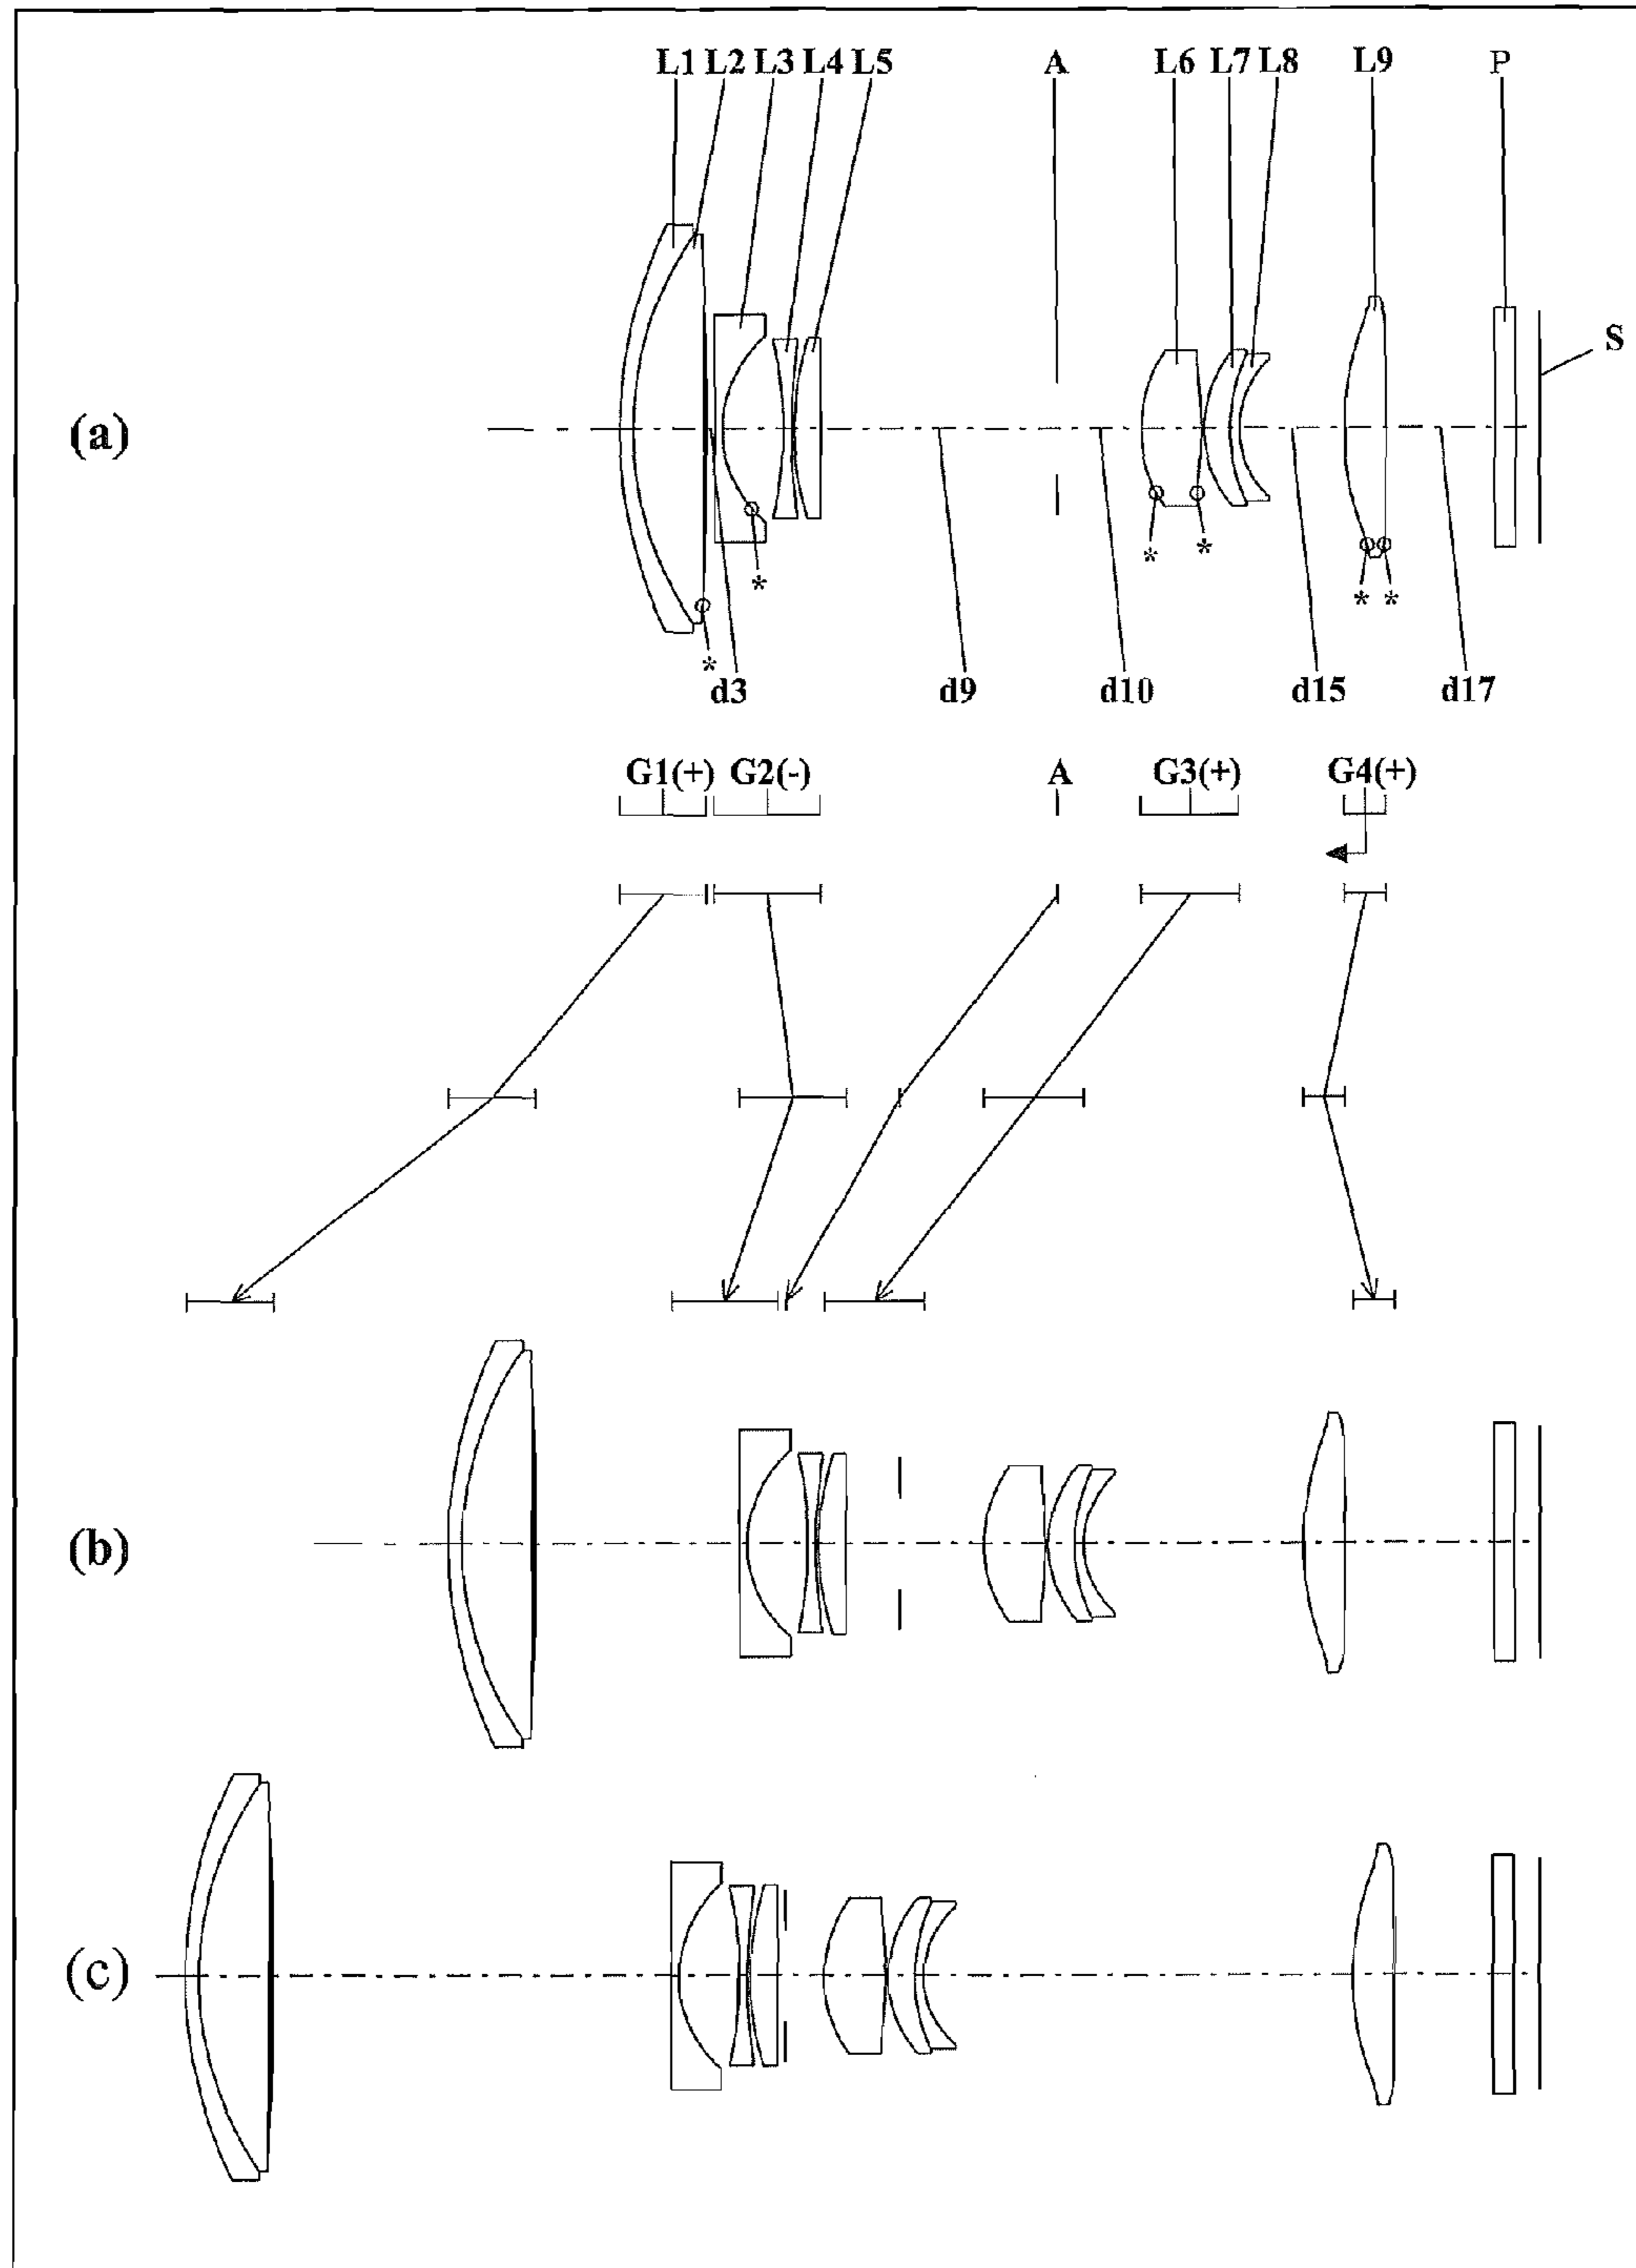 L1 L2 L3 L4 L5 A L6 L7 L8 L9 P
S
(a)
* *
*
* *
*
d3 d9 d10 d15 d17
G1(+) G2(-) A G3(+) G4(+)
(b)
(c)